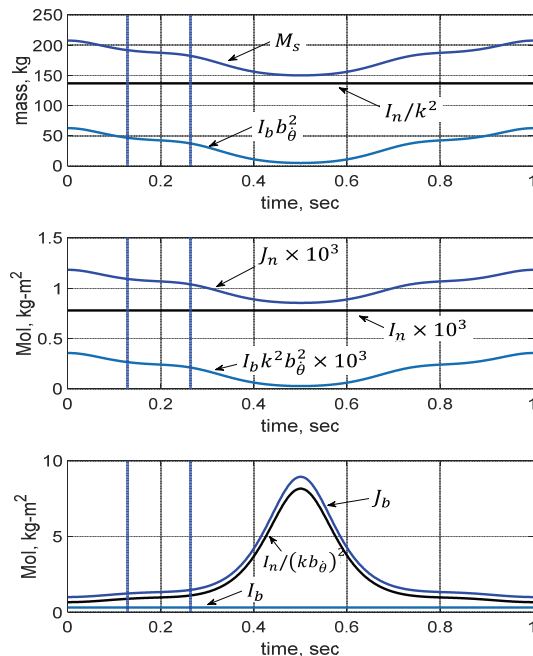 250
200
150
100
50
0
mass, kg
M_s
I_n/k^2
I_b b_θ̇^2
0 0.2 0.4 0.6 0.8 1
time, sec
1.5
1
0.5
0
MoI, kg-m^2
J_n × 10^3
I_n × 10^3
I_b k^2 b_θ̇^2 × 10^3
0 0.2 0.4 0.6 0.8 1
time, sec
10
5
0
MoI, kg-m^2
J_b
I_n/(kb_θ̇)^2
I_b
0 0.2 0.4 0.6 0.8 1
time, sec